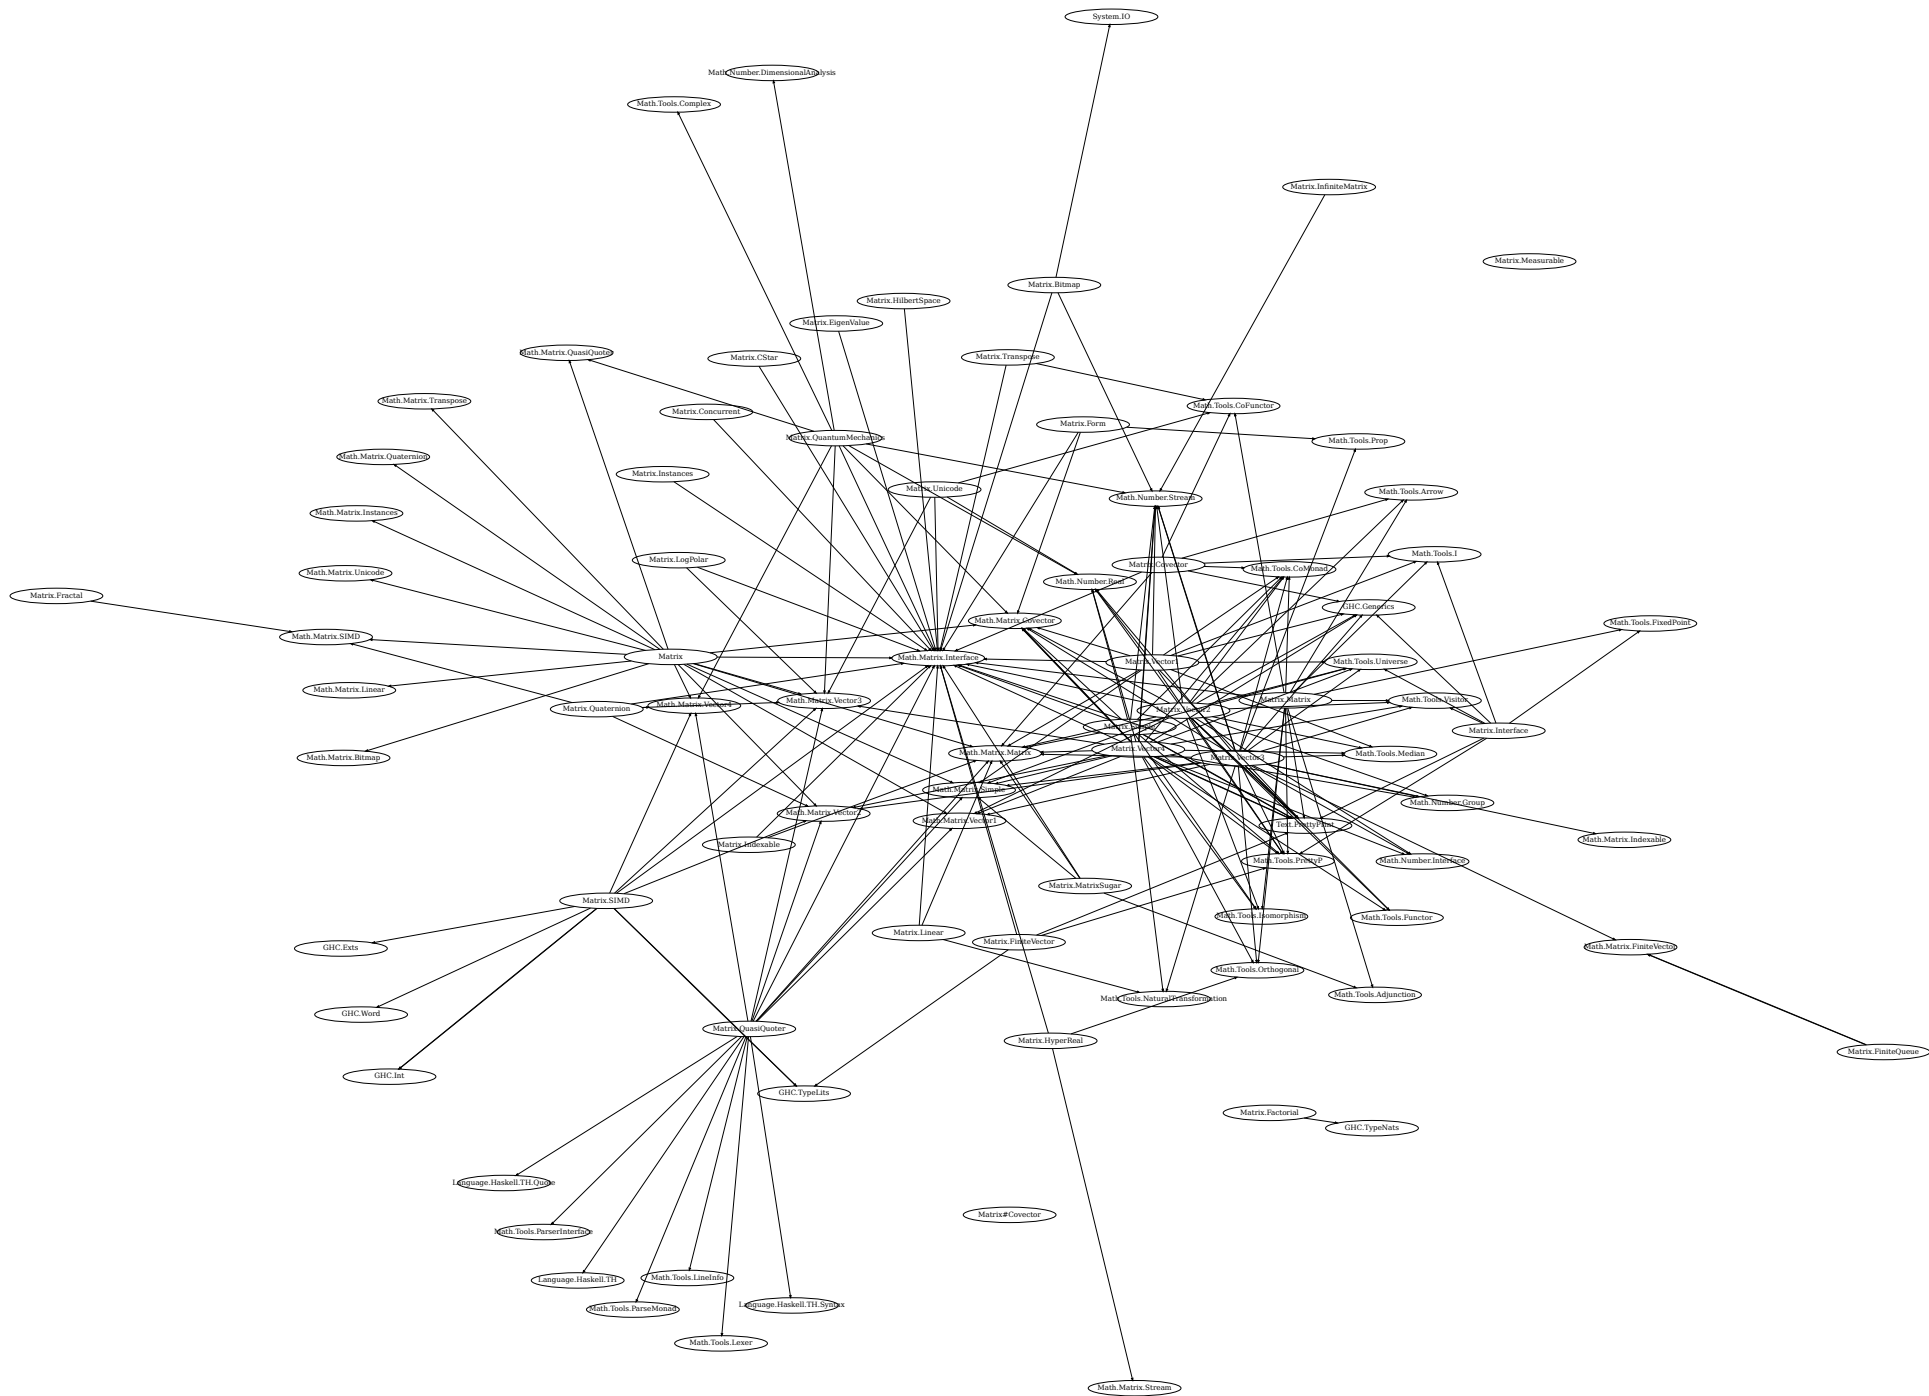 System.IO
Math.Number.DimensionalAnalysis
Math.Tools.Complex
Matrix.InfiniteMatrix
Matrix.Measurable
Matrix.Bitmap
Matrix.HilbertSpace
Matrix.EigenValue
Math.Matrix.QuasiQuotes
Matrix.CStar
Matrix.Transpose
Math.Matrix.Transpose
Math.Tools.CoFunctor
Matrix.Concurrent
Matrix.Form
Matrix.QuantumMechanics
Math.Tools.Prop
Math.Matrix.Quaternion
Matrix.Instances
Matrix.Unicode
Math.Tools.Arrow
Math.Number.Stream
Math.Matrix.Instances
Math.Tools.I
Matrix.LogPolar
Matrix.Covector
Math.Tools.CoMonad
Math.Matrix.Unicode
Math.Number.Real
Matrix.Fractal
GHC.Generics
Math.Matrix.Covector
Math.Tools.FixedPoint
Math.Matrix.SIMD
Matrix
Math.Matrix.Interface
Matrix.Vector1
Math.Tools.Universe
Math.Matrix.Linear
Math.Matrix.Vector3
Matrix.Matrix
Math.Tools.Visitor
Math.Matrix.Vector4
Matrix.Quaternion
Matrix.Vector2
Matrix.Simple
Matrix.Interface
Matrix.Vector4
Math.Matrix.Matrix
Math.Tools.Median
Math.Matrix.Bitmap
Matrix.Vector3
Math.Matrix.Simple
Math.Number.Group
Math.Matrix.Vector2
Math.Matrix.Vector1
Text.PrettyPrint
Math.Matrix.Indexable
Matrix.Indexable
Math.Tools.PrettyP
Math.Number.Interface
Matrix.MatrixSugar
Matrix.SIMD
Math.Tools.Isomorphism
Math.Tools.Functor
Matrix.Linear
Matrix.FiniteVector
GHC.Exts
Math.Matrix.FiniteVector
Math.Tools.Orthogonal
Math.Tools.Adjunction
Math.Tools.NaturalTransformation
GHC.Word
Matrix.QuasiQuoter
Matrix.HyperReal
Matrix.FiniteQueue
GHC.Int
GHC.TypeLits
Matrix.Factorial
GHC.TypeNats
Language.Haskell.TH.Quote
Matrix#Covector
Math.Tools.ParserInterface
Math.Tools.LineInfo
Language.Haskell.TH
Language.Haskell.TH.Syntax
Math.Tools.ParseMonad
Math.Tools.Lexer
Math.Matrix.Stream